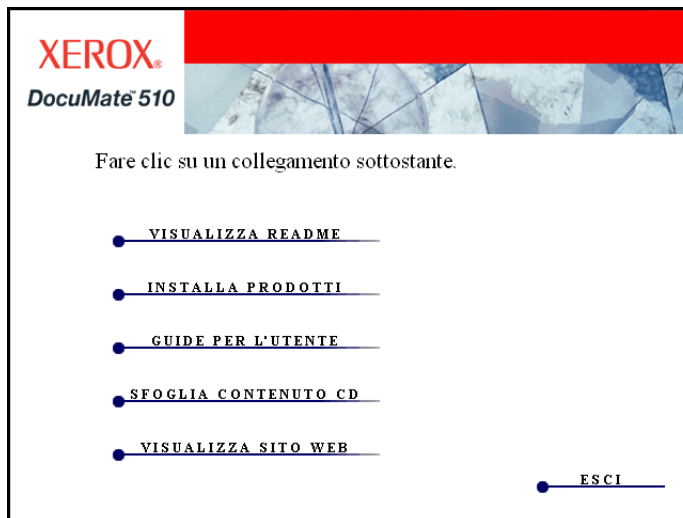 XEROX®
DocuMate™ 510
Fare clic su un collegamento sottostante.
VISUALIZZA README
INSTALLA PRODOTTI
GUIDE PER L'UTENTE
SFOGLIA CONTENUTO CD
VISUALIZZA SITO WEB
ESCI